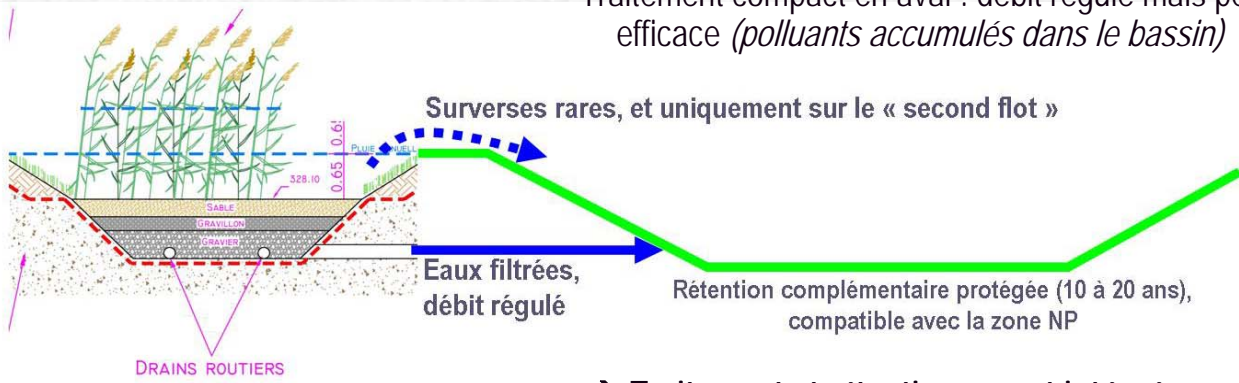 efficace (polluants accumulés dans le bassin)
Surverses rares, et uniquement sur le « second flot »
PLUIE
0.65
328.10
SABLE
GRAVILLON
GRAVIER
Eaux filtrées,
débit régulé
Rétention complémentaire protégée (10 à 20 ans),
compatible avec la zone NP
DRAINS ROUTIERS